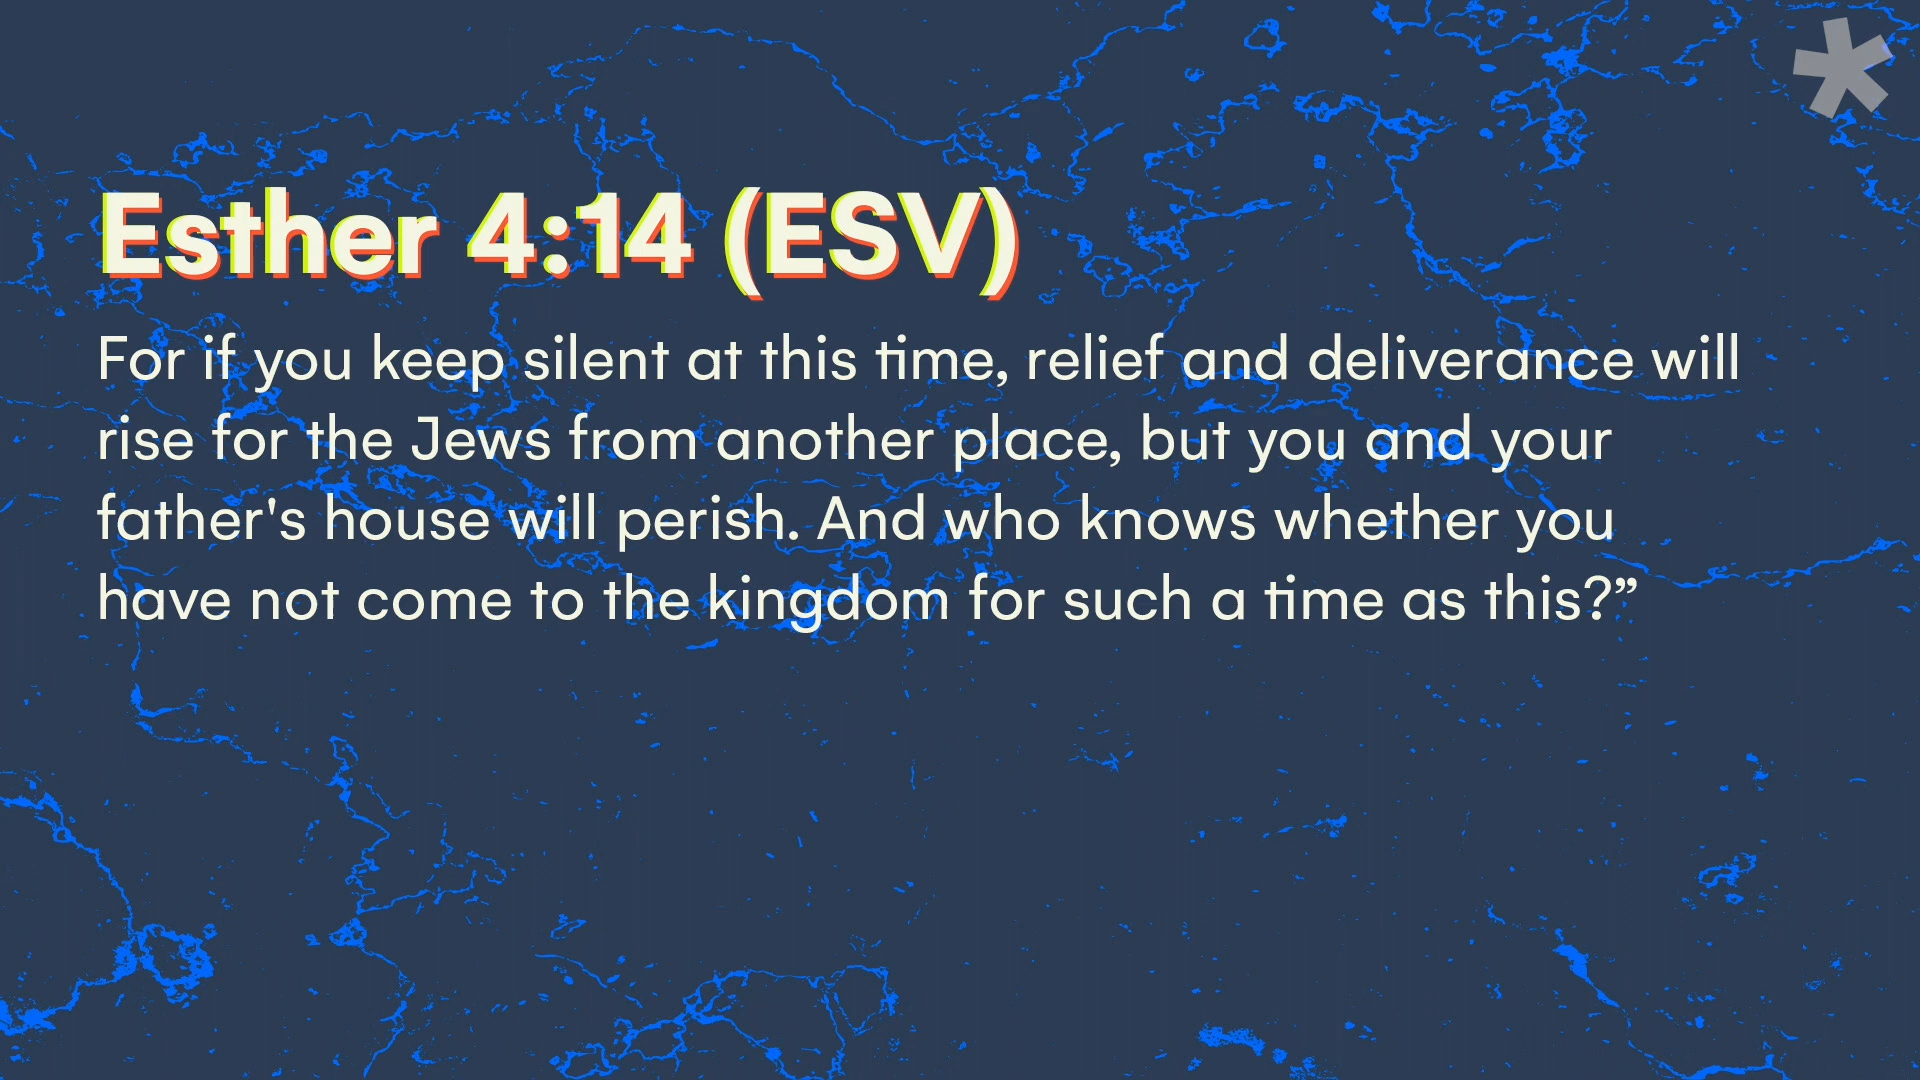 Esther 4:14 (ESV)
For if you keep silent at this time, relief and deliverance will
rise for the Jews from another place, but you and your
father's house will perish. And who knows whether you
have not come to the kingdom for such a time as this?”